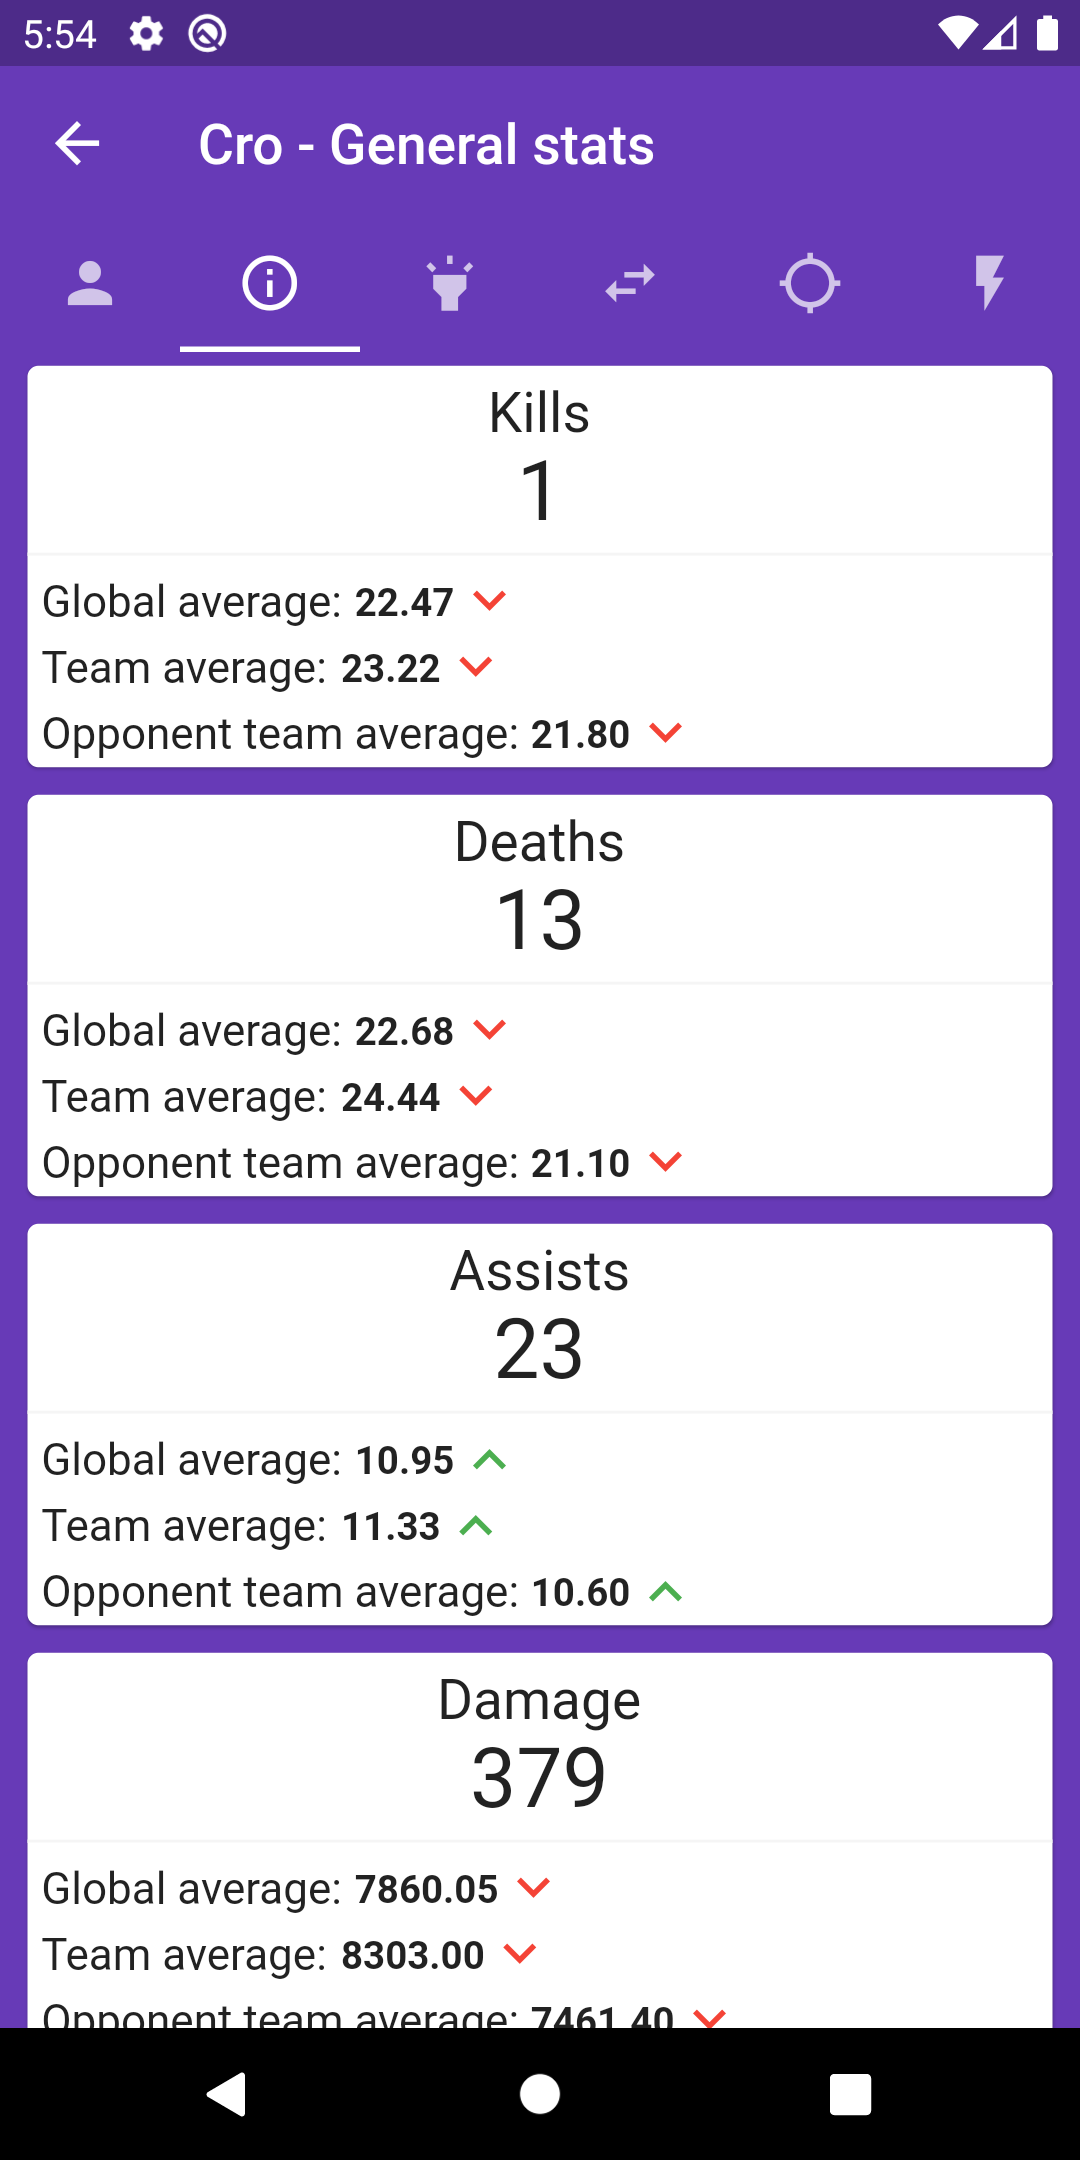 5:54
Cro - General stats
Kills
1
Global average: 22.47
Team average: 23.22
Opponent team average: 21.80
Deaths
13
Global average: 22.68
Team average: 24.44
Opponent team average: 21.10
Assists
23
Global average: 10.95
Team average: 11.33
Opponent team average: 10.60
Damage
379
Global average: 7860.05
Team average: 8303.00
Opponent team average: 7461.40